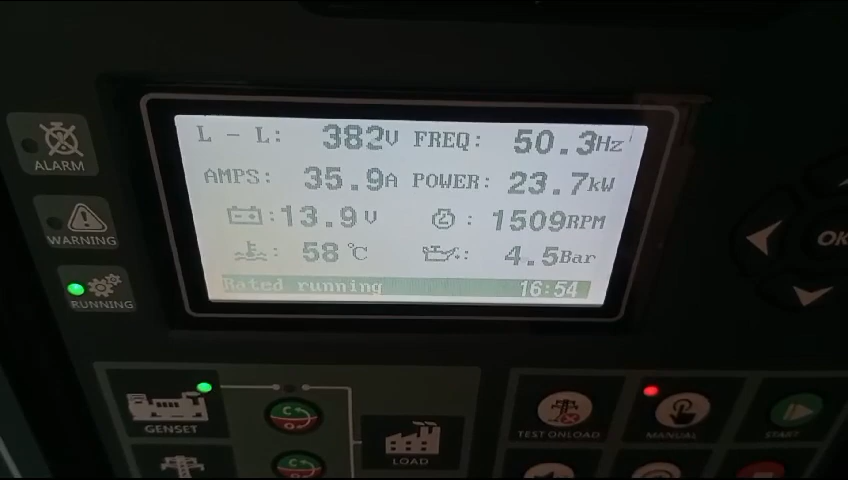 L - L: 382V FREQ: 50.3Hz
AMPS: 35.9A POWER: 23.7kW
: 13.9V : 1509RPM
: 58°C : 4.5Bar
Rated running 16:54
ALARM
WARNING
RUNNING
OK
GENSET
LOAD
TEST ONLOAD
MANUAL
START